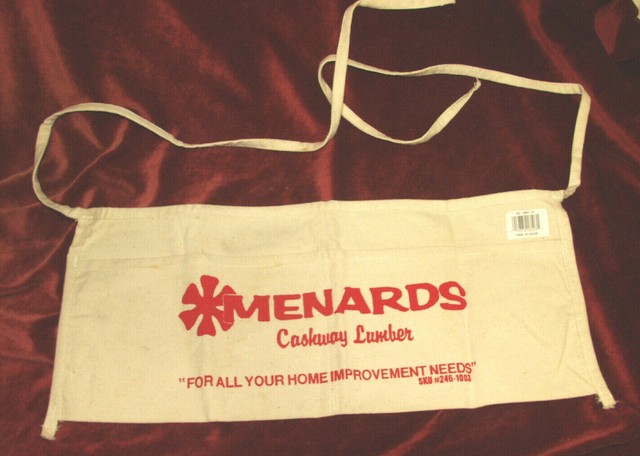 MENARDS
Cashway Lumber
"FOR ALL YOUR HOME IMPROVEMENT NEEDS"
SKU #246-1003